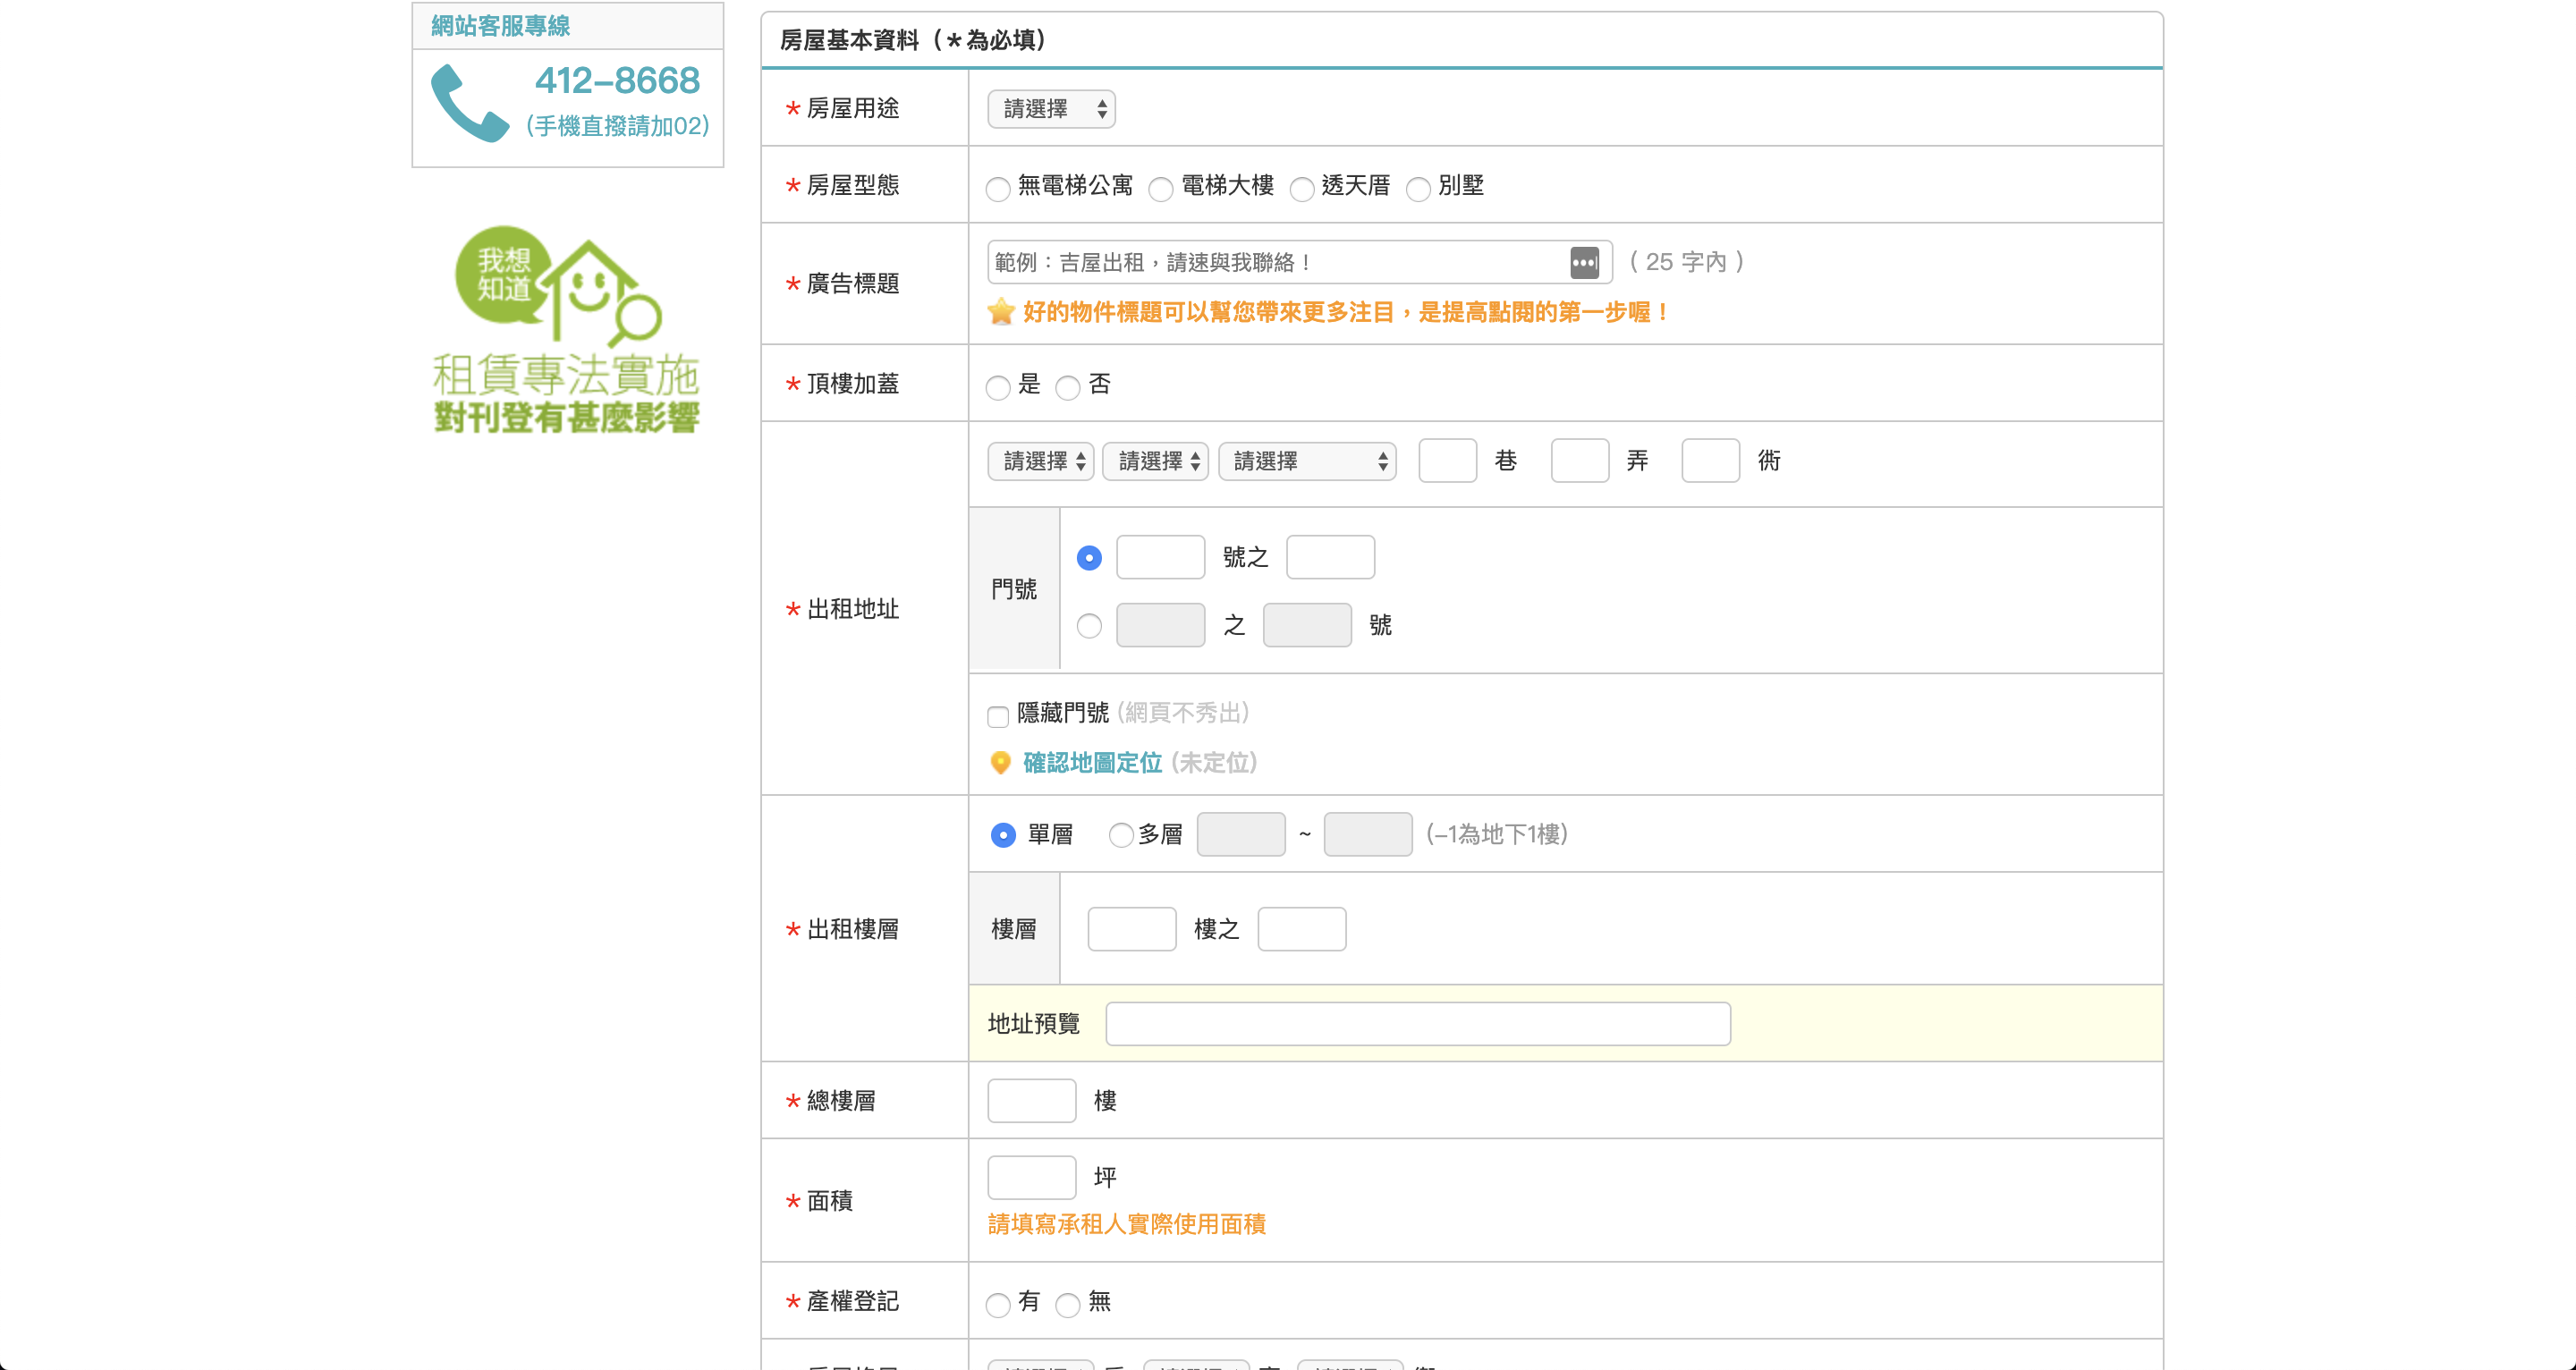 網站客服專線
412-8668
(手機直撥請加02)
我想
知道
租賃專法實施
對刊登有甚麼影響
房屋基本資料（*為必填）
* 房屋用途 請選擇
* 房屋型態 無電梯公寓 電梯大樓 透天厝 別墅
* 廣告標題 範例：吉屋出租，請速與我聯絡！ ( 25 字內 )
好的物件標題可以幫您帶來更多注目，是提高點閱的第一步喔！
* 頂樓加蓋 是 否
* 出租地址 請選擇 請選擇 請選擇 巷 弄 衖
門號 號之
之 號
隱藏門號 (網頁不秀出)
確認地圖定位 (未定位)
* 出租樓層 單層 多層 ~ (-1為地下1樓)
樓層 樓之
地址預覽
* 總樓層 樓
* 面積 坪
請填寫承租人實際使用面積
* 產權登記 有 無